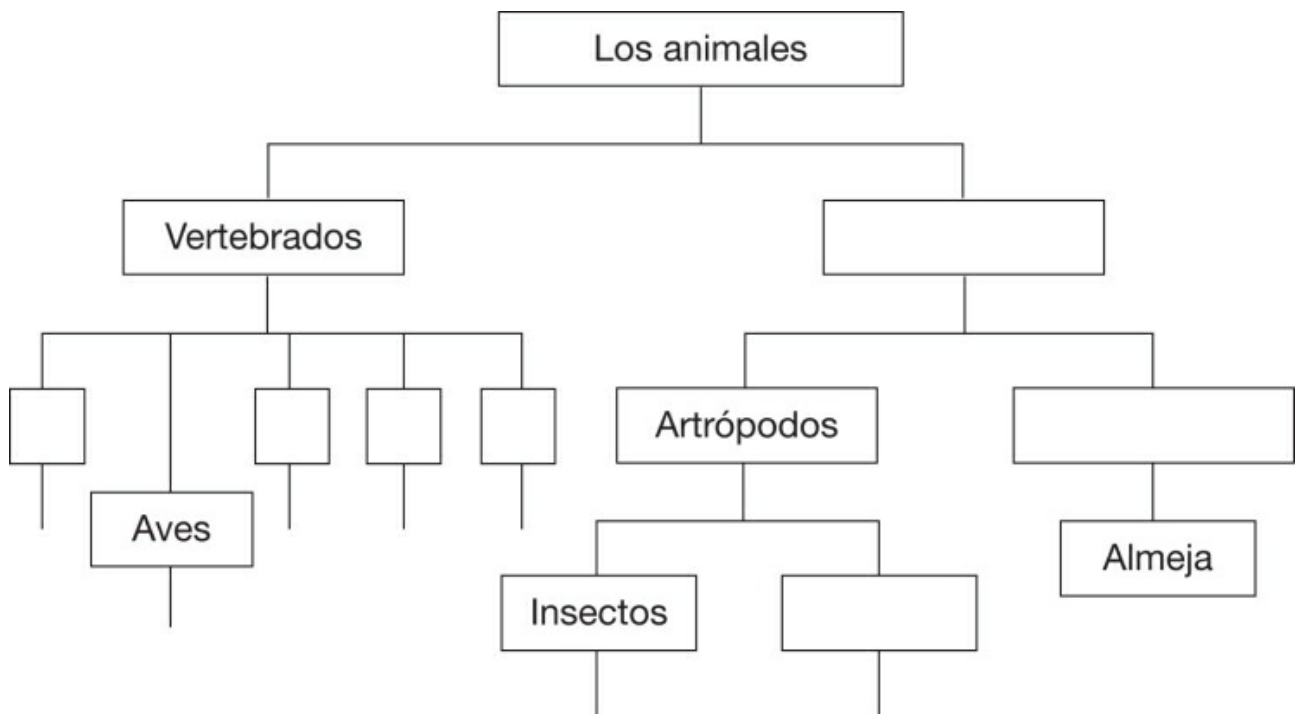 Los animales
Vertebrados
Artrópodos
Aves
Almeja
Insectos